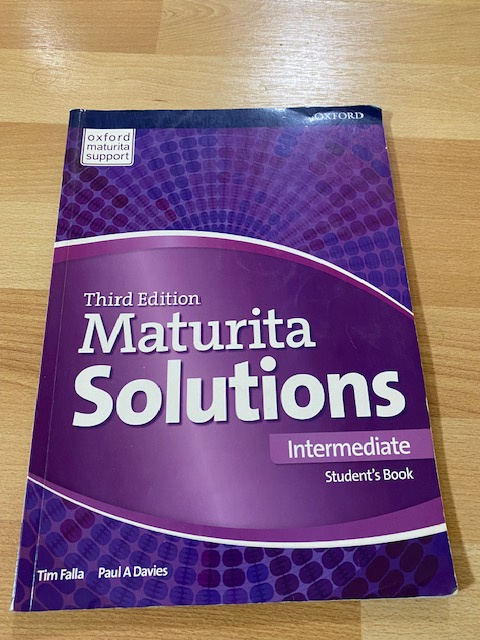 oxford
maturita
support
OXFORD
Third Edition
Maturita
Solutions
Intermediate
Student's Book
Tim Falla Paul A Davies